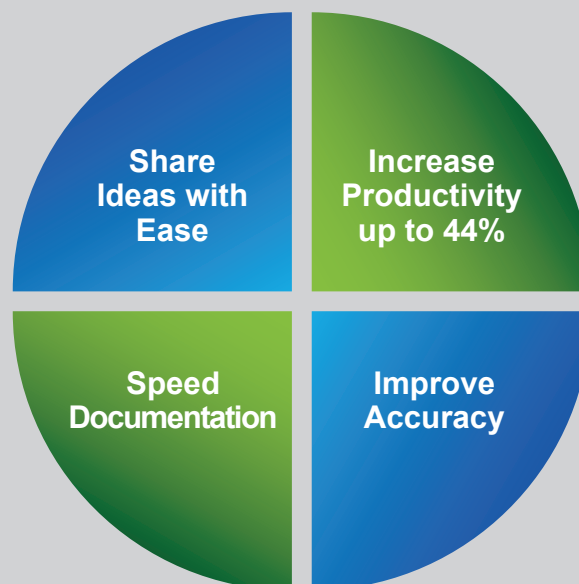 Share
Ideas with
Ease
Increase
Productivity
up to 44%
Speed
Documentation
Improve
Accuracy